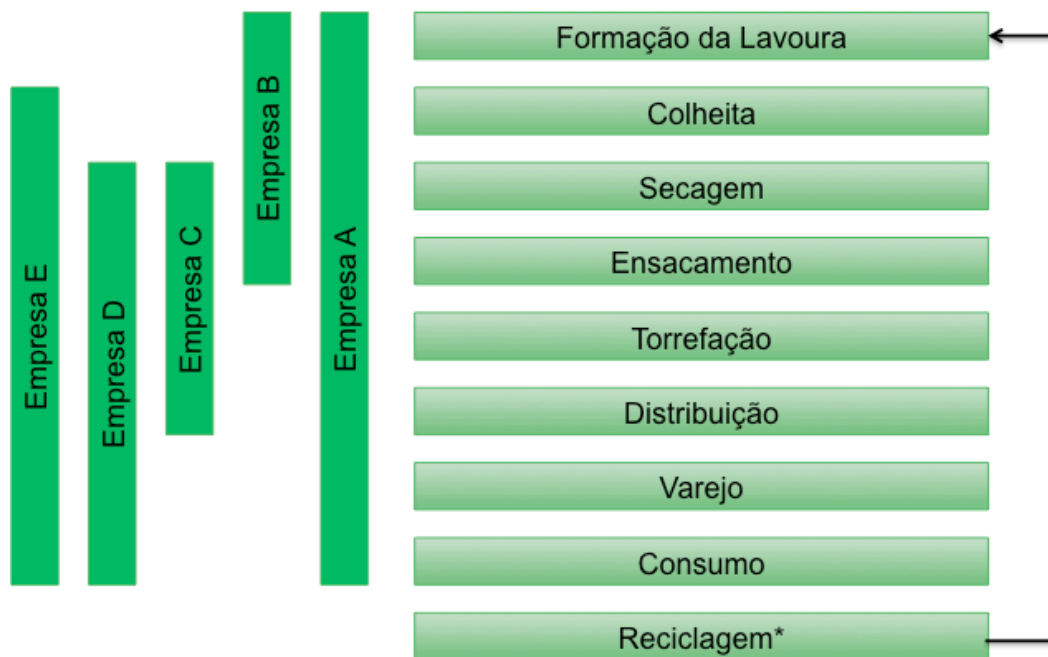 Formação da Lavoura
Colheita
Secagem
Ensacamento
Torrefação
Distribuição
Varejo
Consumo
Reciclagem*
Empresa E
Empresa D
Empresa C
Empresa B
Empresa A